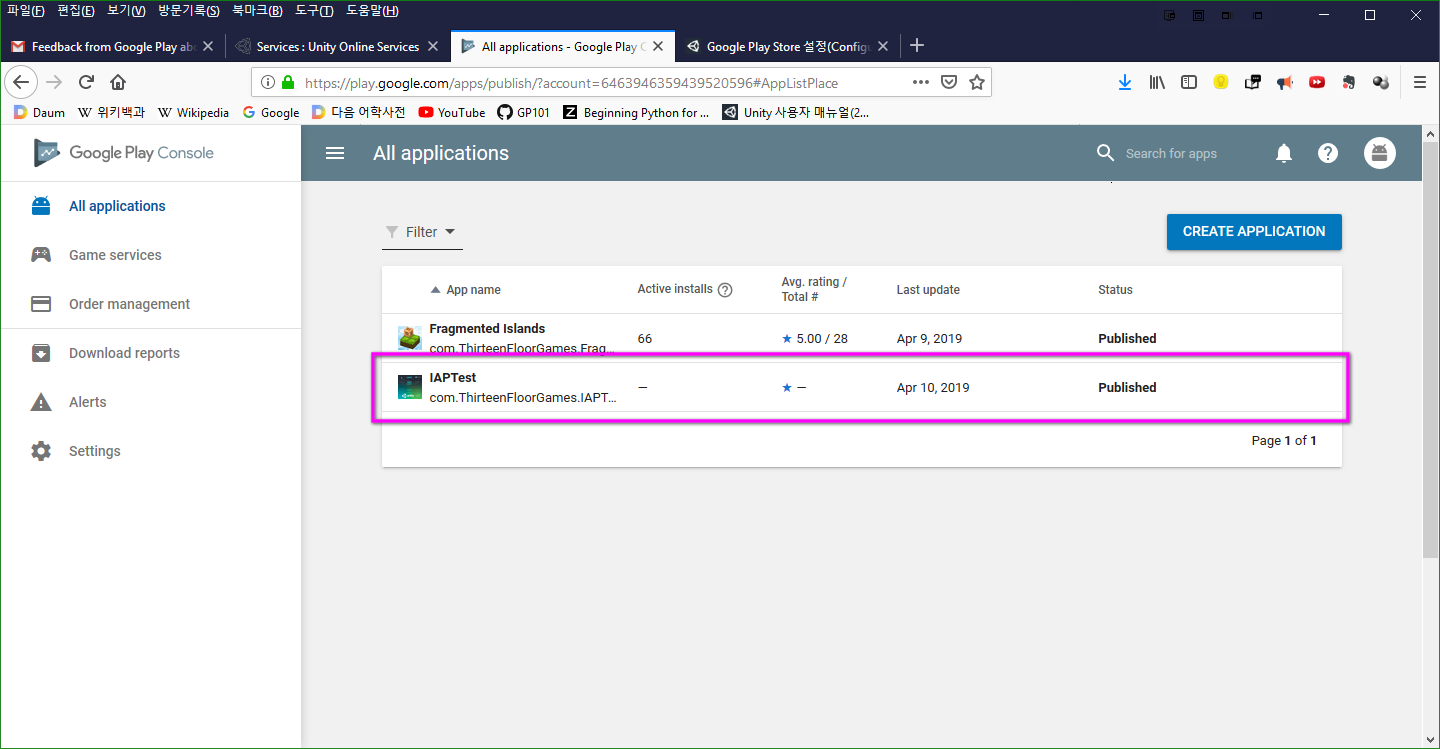 파일(F) 편집(E) 보기(V) 방문기록(S) 북마크(B) 도구(T) 도움말(H)
Feedback from Google Play ab
Services : Unity Online Services
All applications - Google Play C
Google Play Store 설정(Configu
https://play.google.com/apps/publish/?account=6463946359439520596#AppListPlace
Daum 위키백과 Wikipedia Google 다음 어학사전 YouTube GP101 Beginning Python for ... Unity 사용자 매뉴얼(2...
Google Play Console
All applications
Search for apps
All applications
Game services
Order management
Download reports
Alerts
Settings
Filter
CREATE APPLICATION
App name
Active installs
Avg. rating /
Total #
Last update
Status
Fragmented Islands
com.ThirteenFloorGames.Frag...
66
5.00 / 28
Apr 9, 2019
Published
IAPTest
com.ThirteenFloorGames.IAPT...
—
—
Apr 10, 2019
Published
Page 1 of 1